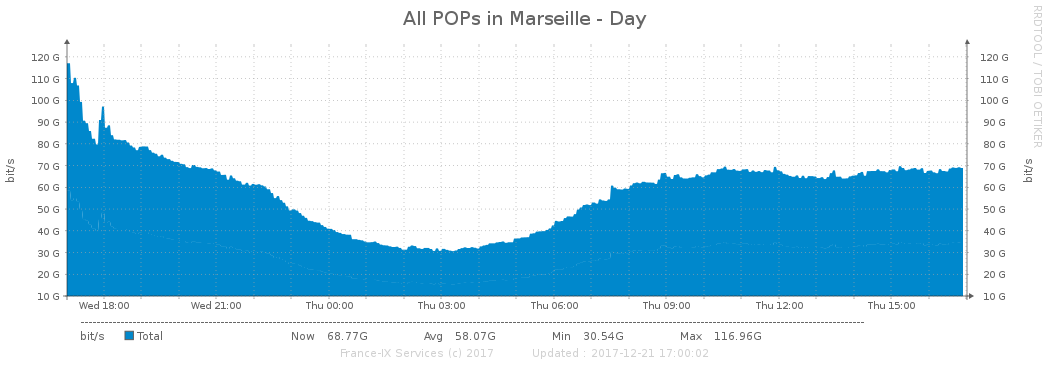 All POPs in Marseille - Day
RRDTOOL / TOBI OETIKER
bit/s
120 G 120 G
110 G 110 G
100 G 100 G
90 G 90 G
80 G 80 G
70 G 70 G
60 G 60 G
50 G 50 G
40 G 40 G
30 G 30 G
20 G 20 G
10 G 10 G
bit/s
Wed 18:00 Wed 21:00 Thu 00:00 Thu 03:00 Thu 06:00 Thu 09:00 Thu 12:00 Thu 15:00
bit/s Total Now 68.77G Avg 58.07G Min 30.54G Max 116.96G
France-IX Services (c) 2017 Updated : 2017-12-21 17:00:02